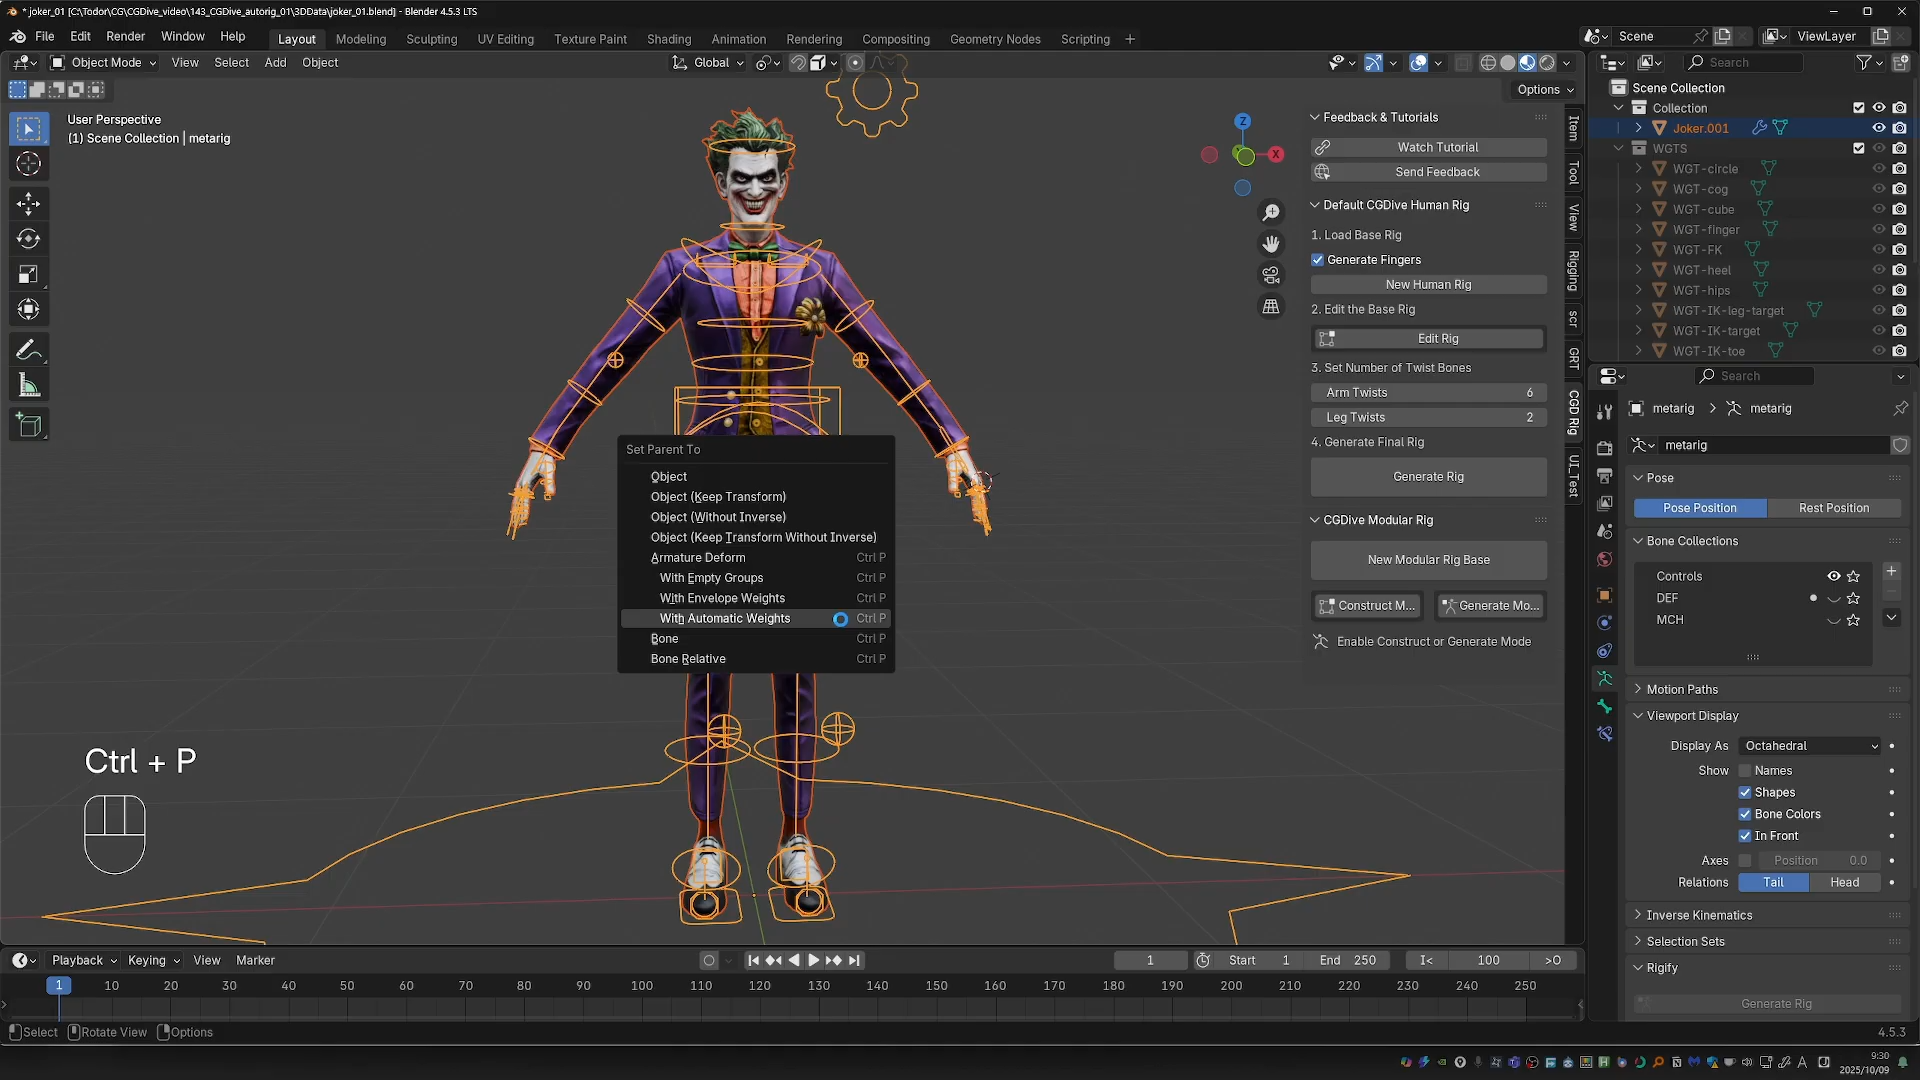 * joker_01 [C:\Todor\CG\CGDive_video\143_CGDive_autorig_01\3DData\joker_01.blend] - Blender 4.5.3 LTS
File Edit Render Window Help
Layout Modeling Sculpting UV Editing Texture Paint Shading Animation Rendering Compositing Geometry Nodes Scripting +
Scene
ViewLayer
Object Mode View Select Add Object
Global
Search
Options
User Perspective
(1) Scene Collection | metarig
Z
X
Feedback & Tutorials
Watch Tutorial
Send Feedback
Default CGDive Human Rig
1. Load Base Rig
Generate Fingers
New Human Rig
2. Edit the Base Rig
Edit Rig
3. Set Number of Twist Bones
Arm Twists 6
Leg Twists 2
4. Generate Final Rig
Generate Rig
CGDive Modular Rig
New Modular Rig Base
Construct M...
Generate Mo...
Enable Construct or Generate Mode
Item
Tool
View
Rigging
scr
GRT
CGD Rig
UI_Test
Scene Collection
Collection
Joker.001
WGTS
WGT-circle
WGT-cog
WGT-cube
WGT-finger
WGT-FK
WGT-heel
WGT-hips
WGT-IK-leg-target
WGT-IK-target
WGT-IK-toe
Search
metarig > metarig
metarig
Pose
Pose Position Rest Position
Bone Collections
Controls
DEF
MCH
Motion Paths
Viewport Display
Display As Octahedral
Show Names
Shapes
Bone Colors
In Front
Axes Position 0.0
Relations Tail Head
Inverse Kinematics
Selection Sets
Rigify
Generate Rig
Set Parent To
Object
Object (Keep Transform)
Object (Without Inverse)
Object (Keep Transform Without Inverse)
Armature Deform Ctrl P
With Empty Groups Ctrl P
With Envelope Weights Ctrl P
With Automatic Weights Ctrl P
Bone Ctrl P
Bone Relative Ctrl P
Ctrl + P
Playback Keying View Marker
1
Start 1 End 250
I< 100 >O
1 10 20 30 40 50 60 70 80 90 100 110 120 130 140 150 160 170 180 190 200 210 220 230 240 250
Select Rotate View Options
4.5.3
9:30
2025/10/09